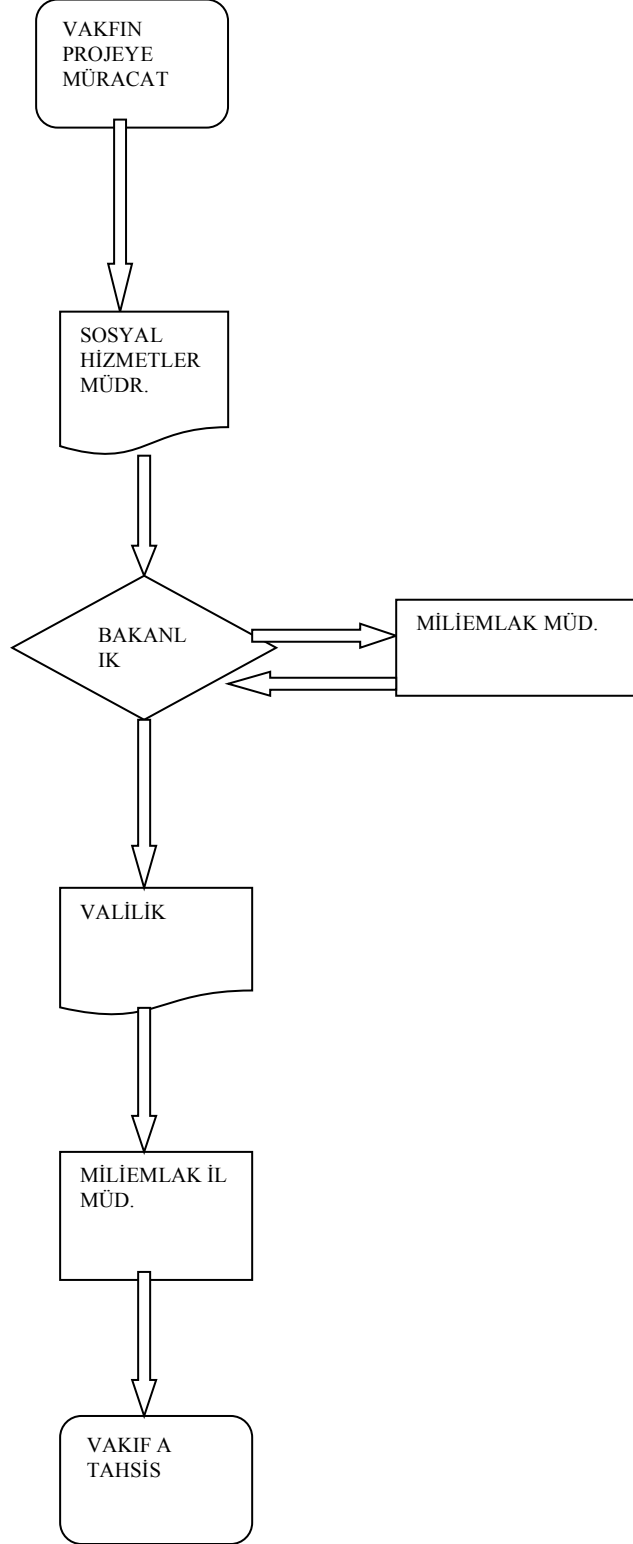 VAKFIN
PROJEYE
MÜRACAT
SOSYAL
HİZMETLER
MÜDR.
BAKANL
IK
MİLİEMLAK MÜD.
VALİLİK
MİLİEMLAK İL
MÜD.
VAKIF A
TAHSİS